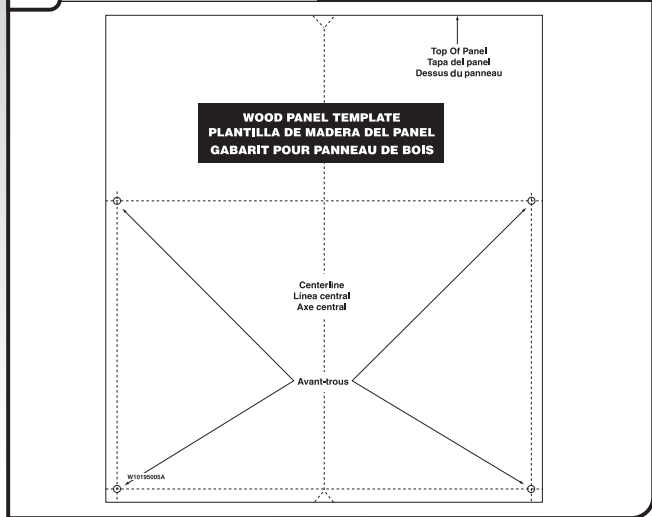 Top Of Panel
Tapa del panel
Dessus du panneau
WOOD PANEL TEMPLATE
PLANTILLA DE MADERA DEL PANEL
GABARIT POUR PANNEAU DE BOIS
Centerline
Línea central
Axe central
Avant-trous
W10195005A